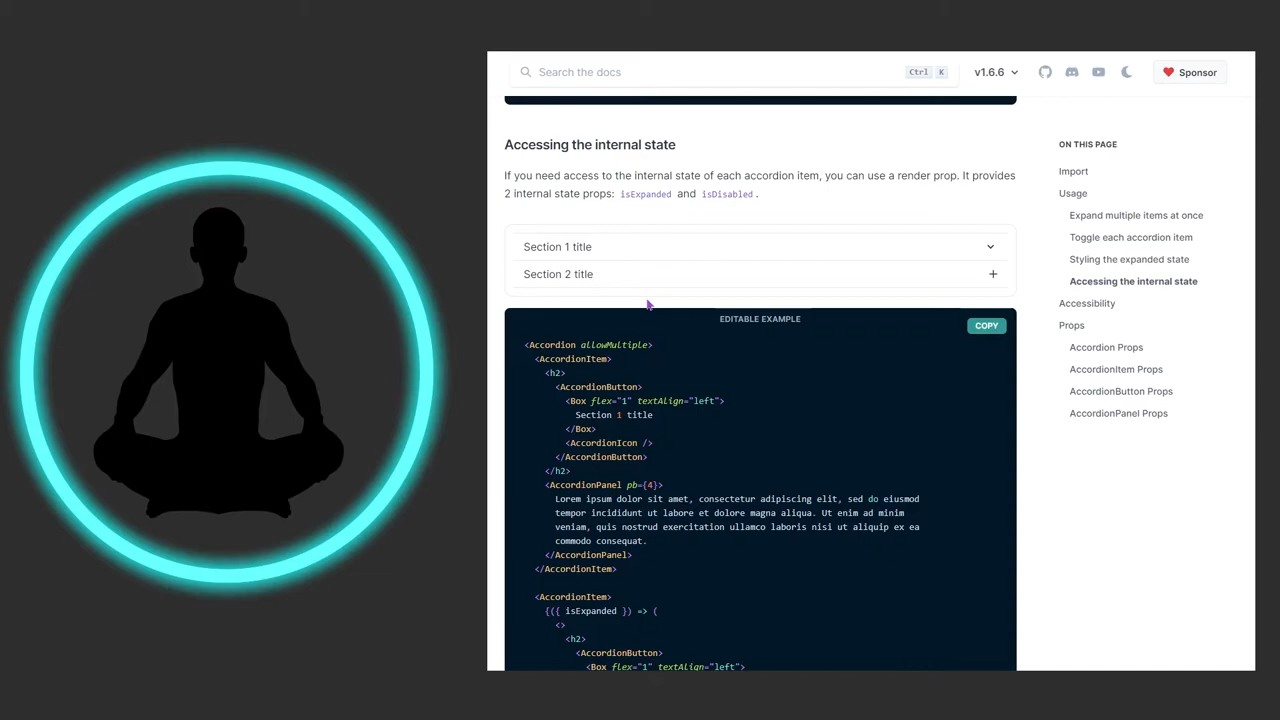 Search the docs
Ctrl K
v1.6.6
Sponsor
Accessing the internal state
If you need access to the internal state of each accordion item, you can use a render prop. It provides
2 internal state props: isExpanded and isDisabled.
Section 1 title
Section 2 title
+
EDITABLE EXAMPLE
COPY
<Accordion allowMultiple>
<AccordionItem>
<h2>
<AccordionButton>
<Box flex="1" textAlign="left">
Section 1 title
</Box>
<AccordionIcon />
</AccordionButton>
</h2>
<AccordionPanel pb={4}>
Lorem ipsum dolor sit amet, consectetur adipiscing elit, sed do eiusmod
tempor incididunt ut labore et dolore magna aliqua. Ut enim ad minim
veniam, quis nostrud exercitation ullamco laboris nisi ut aliquip ex ea
commodo consequat.
</AccordionPanel>
</AccordionItem>
<AccordionItem>
{({ isExpanded }) => (
<>
<h2>
<AccordionButton>
<Box flex="1" textAlign="left">
ON THIS PAGE
Import
Usage
Expand multiple items at once
Toggle each accordion item
Styling the expanded state
Accessing the internal state
Accessibility
Props
Accordion Props
AccordionItem Props
AccordionButton Props
AccordionPanel Props